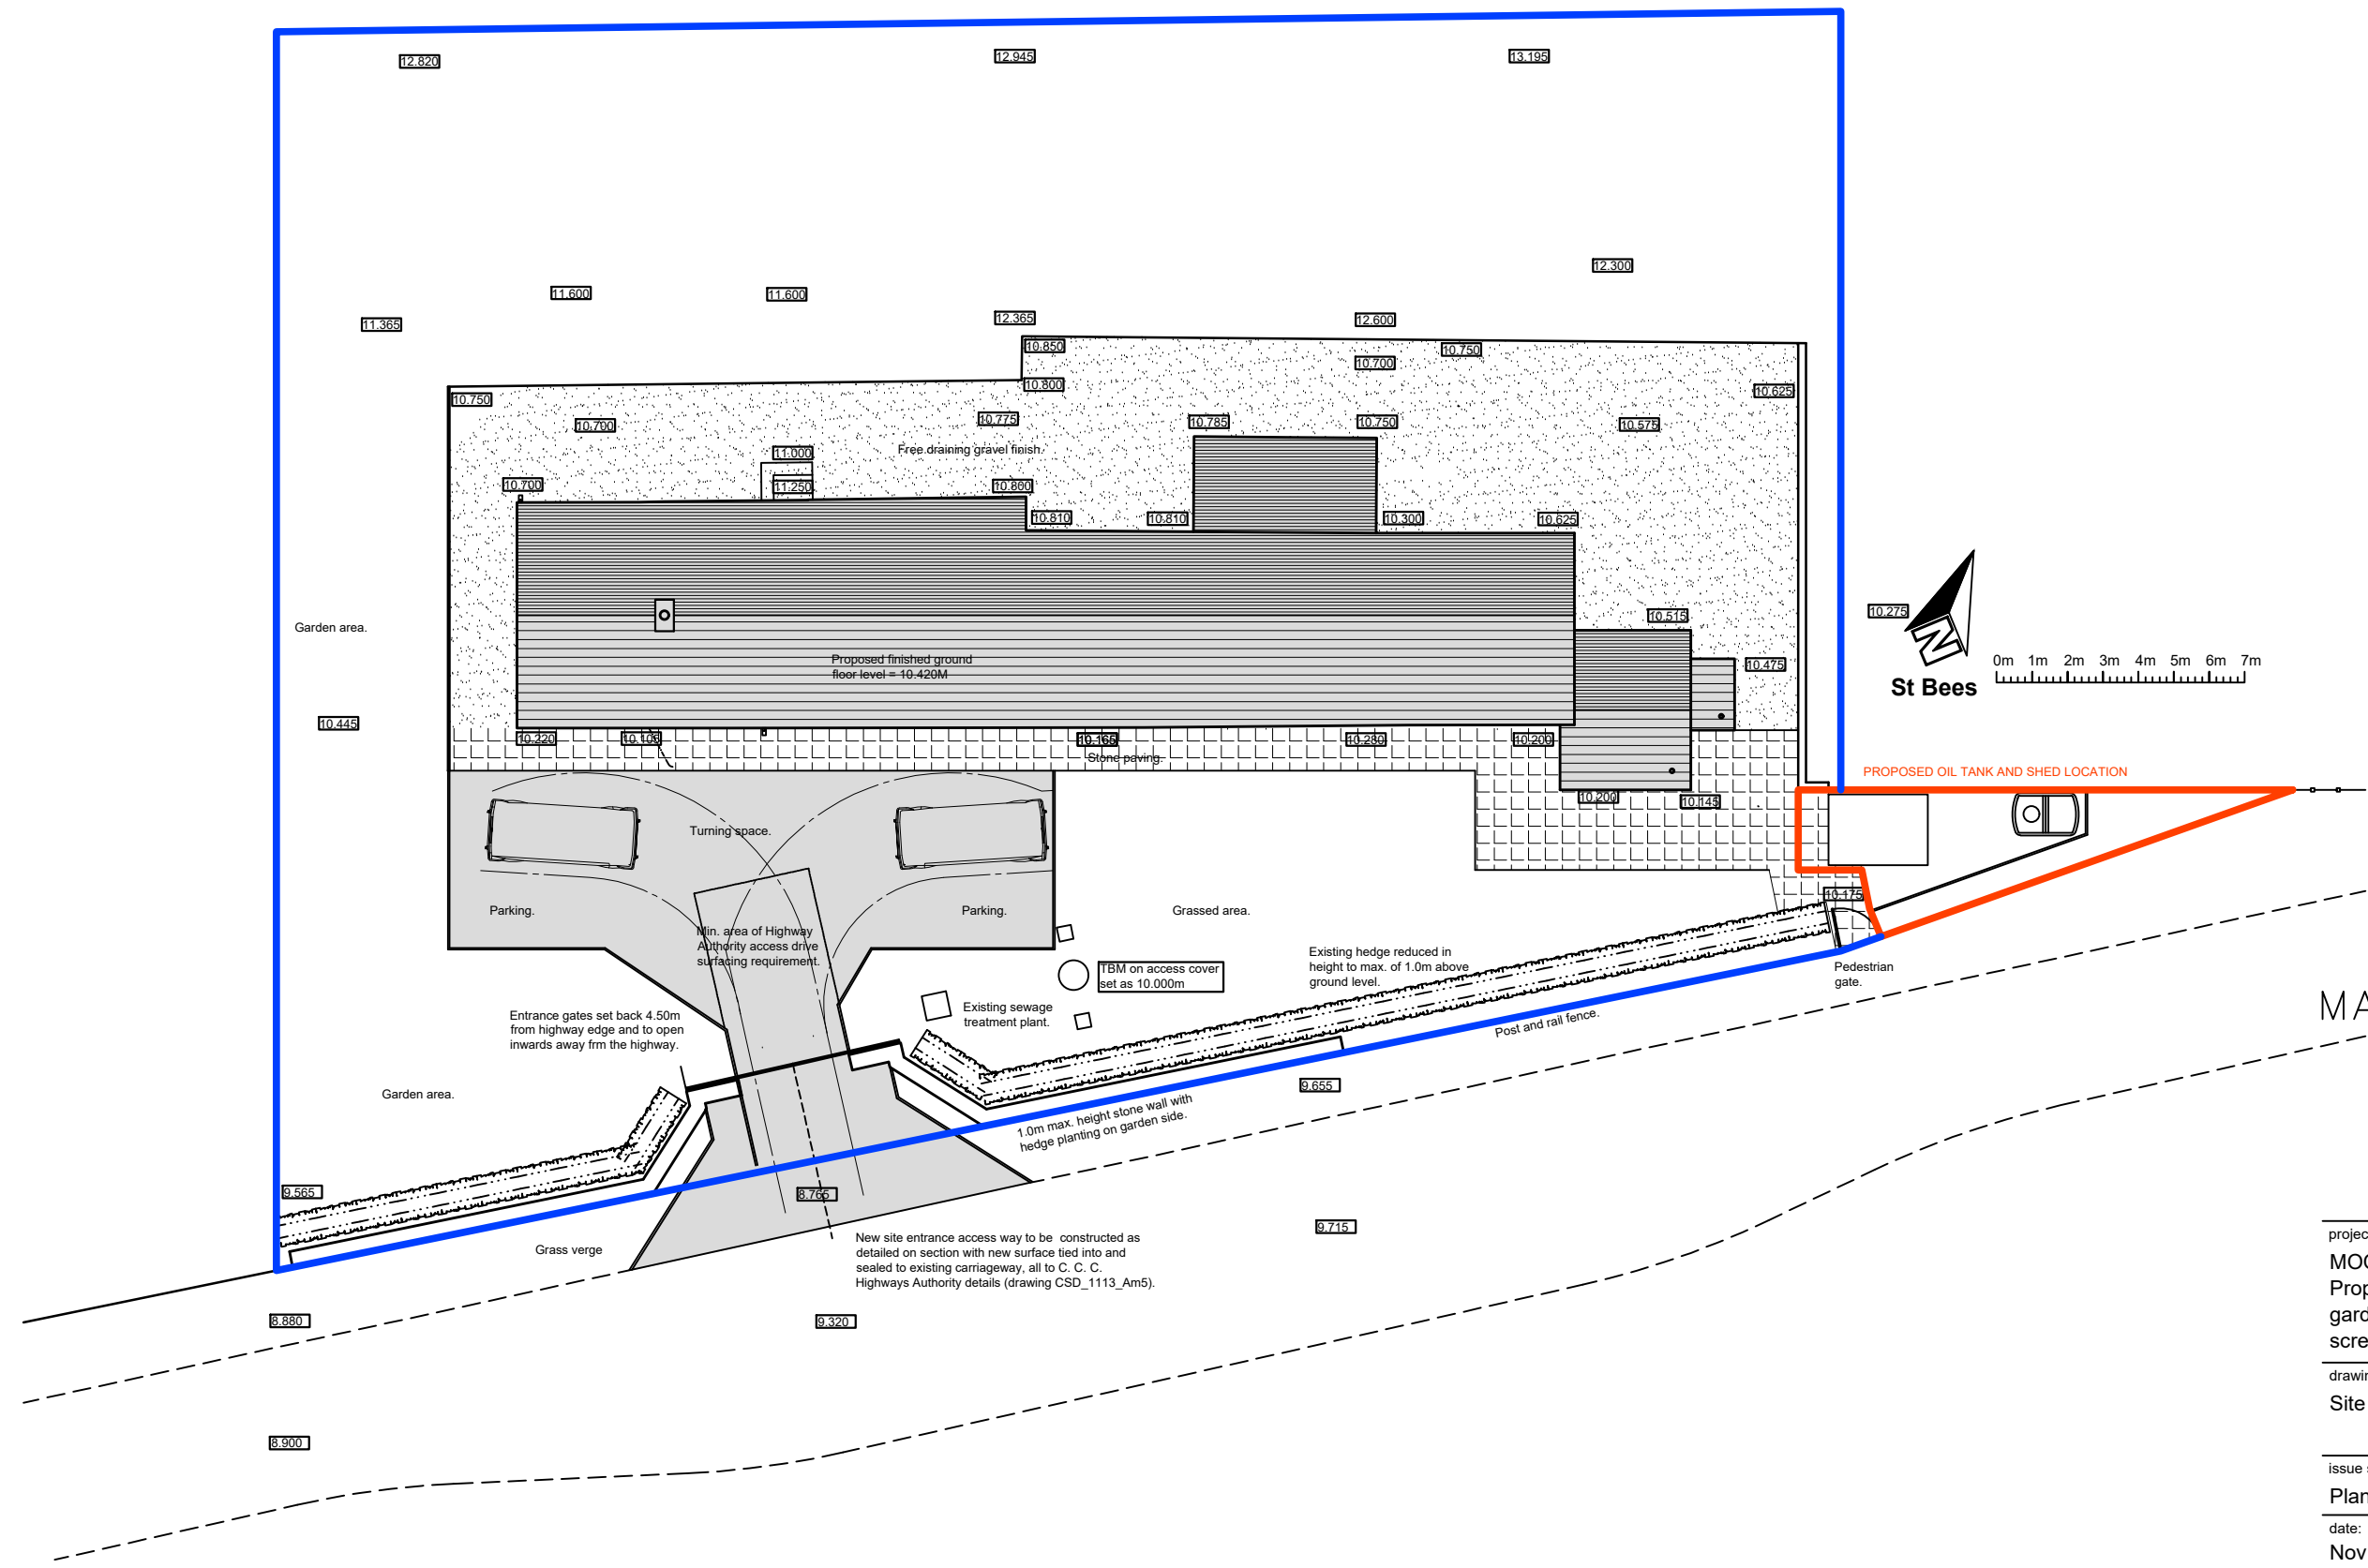 12.820
12.945
13.195
12.300
11.600
11.600
11.365
12.365
12.600
10.850
10.750
10.700
10.800
10.625
10.750
10.775
10.785
10.750
10.575
10.700
11.000
Free draining gravel finish.
10.700
11.250
10.860
10.810
10.810
10.300
10.625
10.275
10.515
Garden area.
Proposed finished ground
floor level = 10.420M
10.475
N
0m 1m 2m 3m 4m 5m 6m 7m
St Bees
10.445
10.220
10.165
10.200
Stone paving.
PROPOSED OIL TANK AND SHED LOCATION
10.200
10.145
Turning space.
10.175
Parking.
Parking.
Grassed area.
Min. area of Highway
Authority access drive
surfacing requirement.
Existing hedge reduced in
height to max. of 1.0m above
ground level.
TBM on access cover
set as 10.000m
Pedestrian
gate.
Existing sewage
treatment plant.
Entrance gates set back 4.50m
from highway edge and to open
inwards away frm the highway.
Post and rail fence.
MA
Garden area.
9.655
1.0m max. height stone wall with
hedge planting on garden side.
9.565
8.765
9.715
Grass verge
New site entrance access way to be constructed as
detailed on section with new surface tied into and
sealed to existing carriageway, all to C. C. C.
Highways Authority details (drawing CSD_1113_Am5).
8.880
9.320
8.900
projec
MO
Prop
gard
scre
drawin
Site
issue s
Plan
date:
Nov